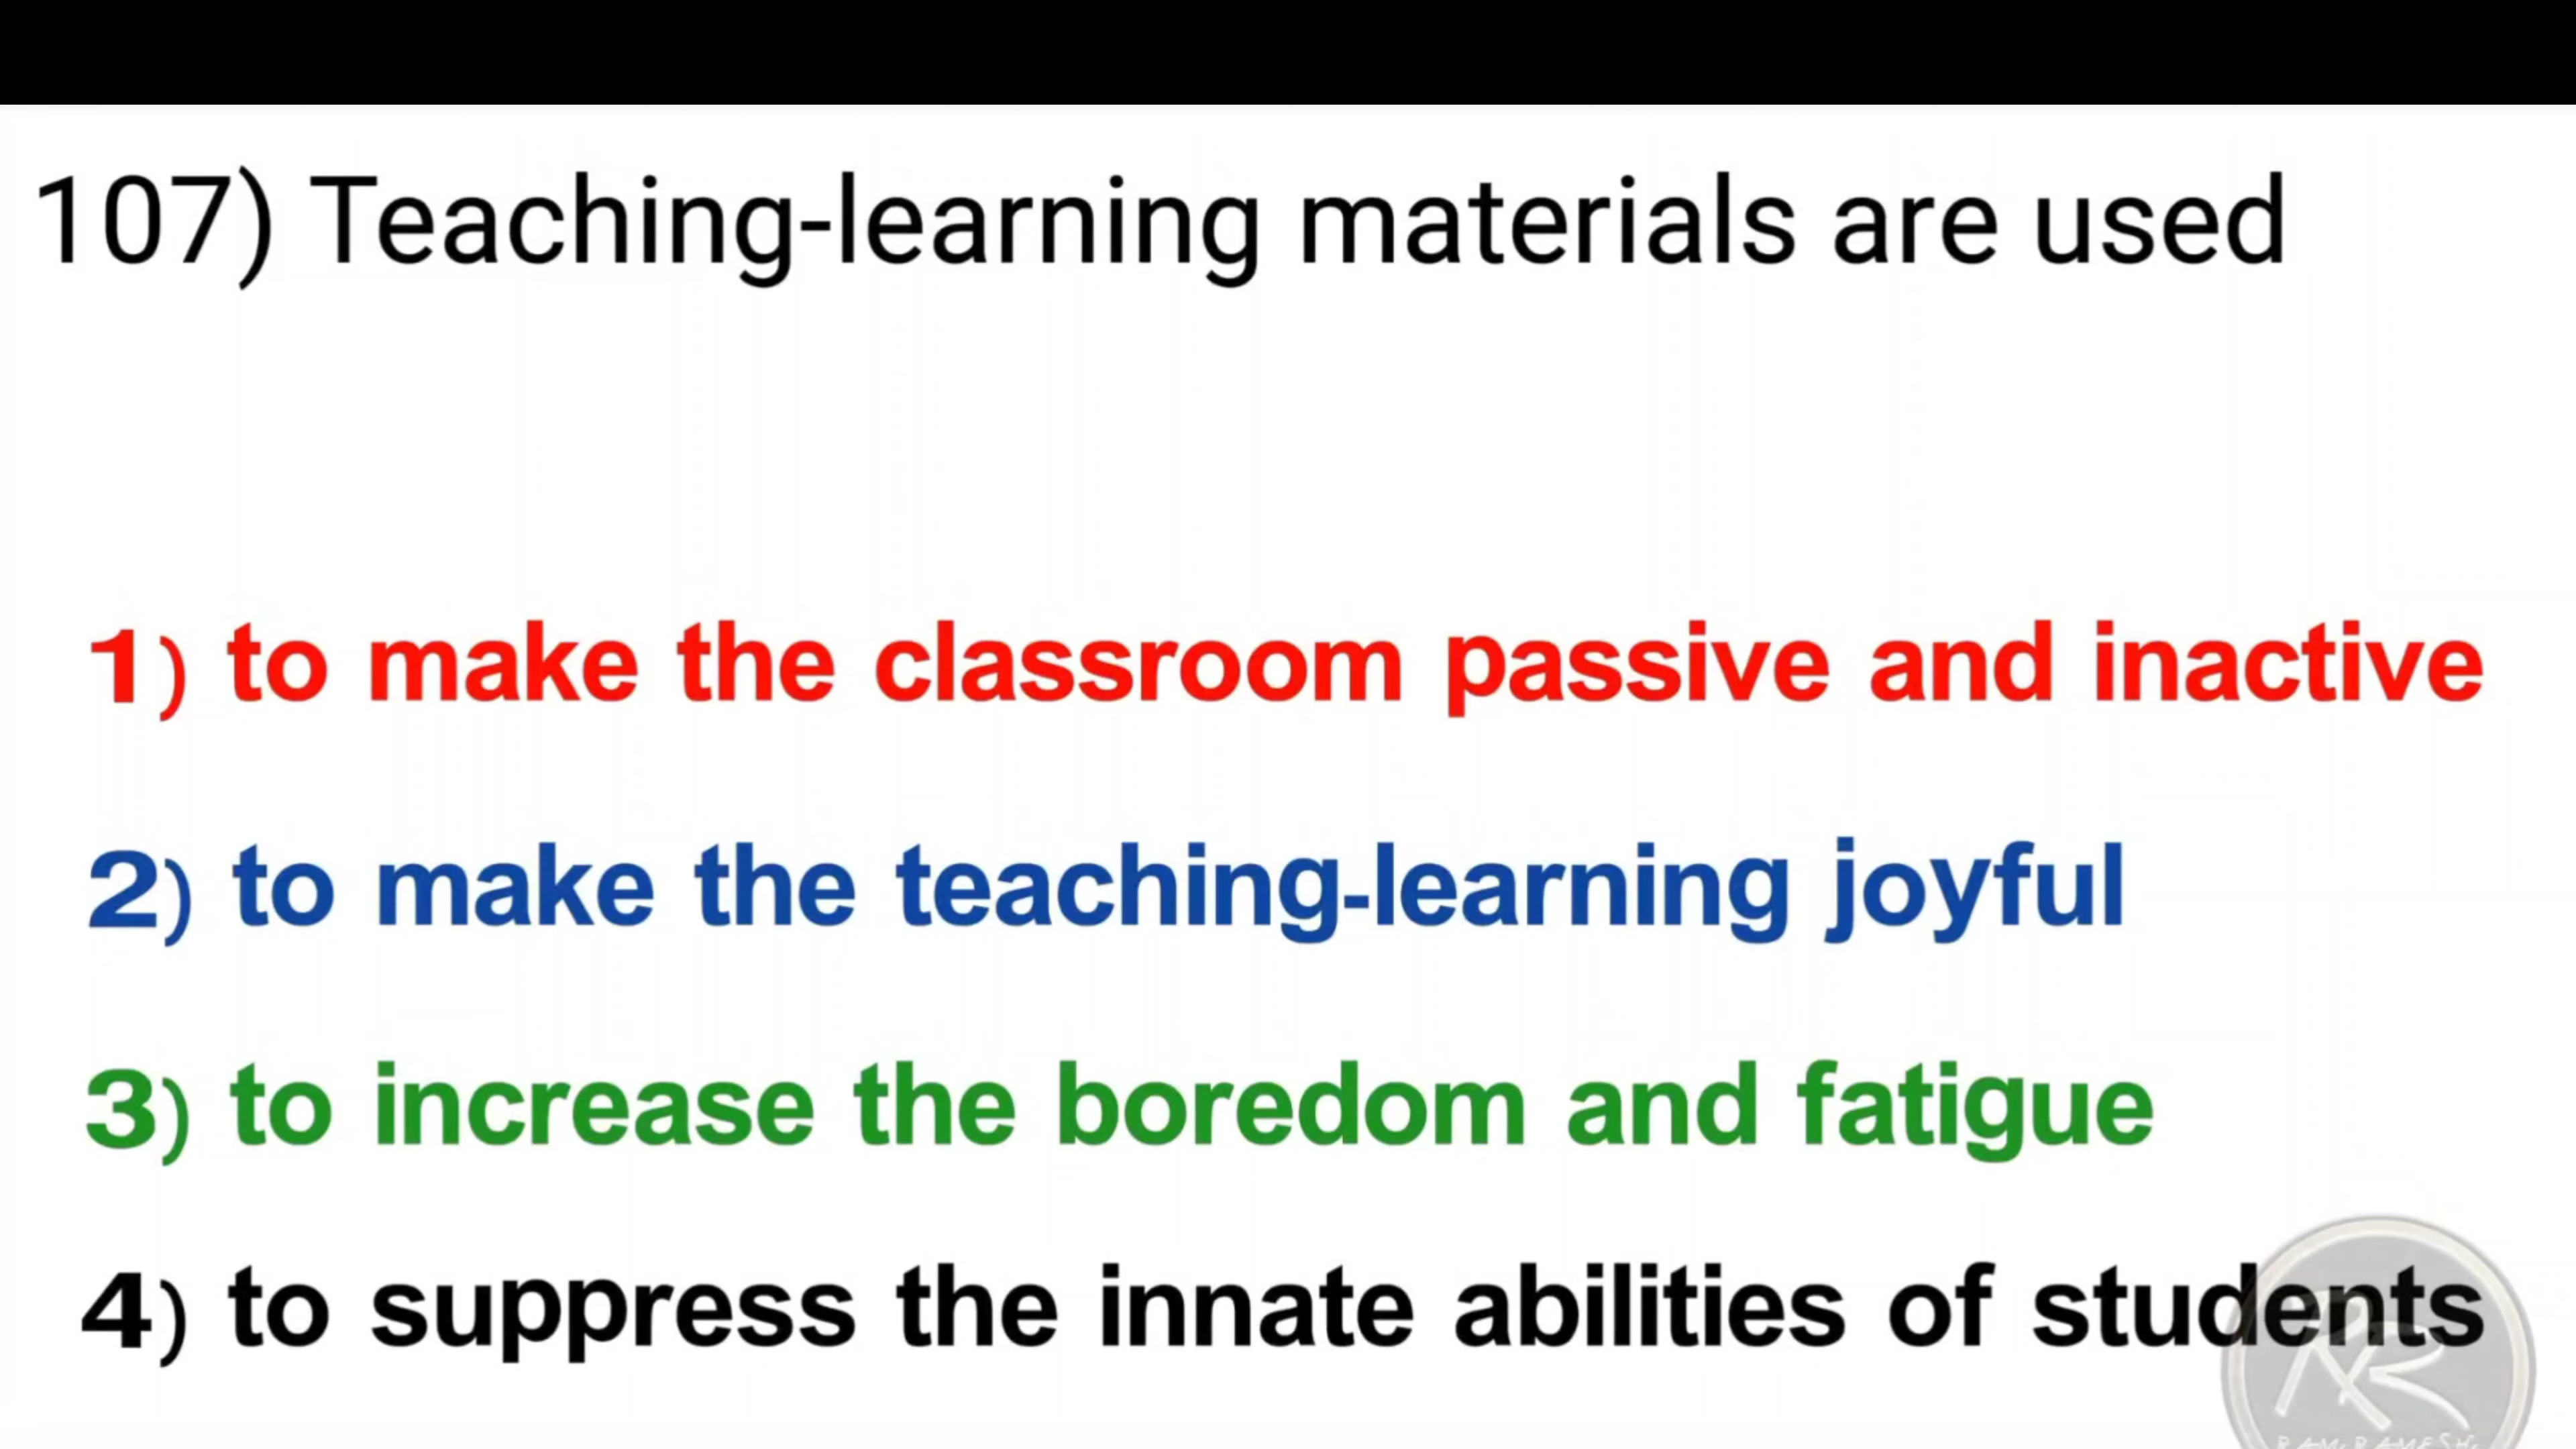 107) Teaching-learning materials are used
1) to make the classroom passive and inactive
2) to make the teaching-learning joyful
3) to increase the boredom and fatigue
4) to suppress the innate abilities of students
RR